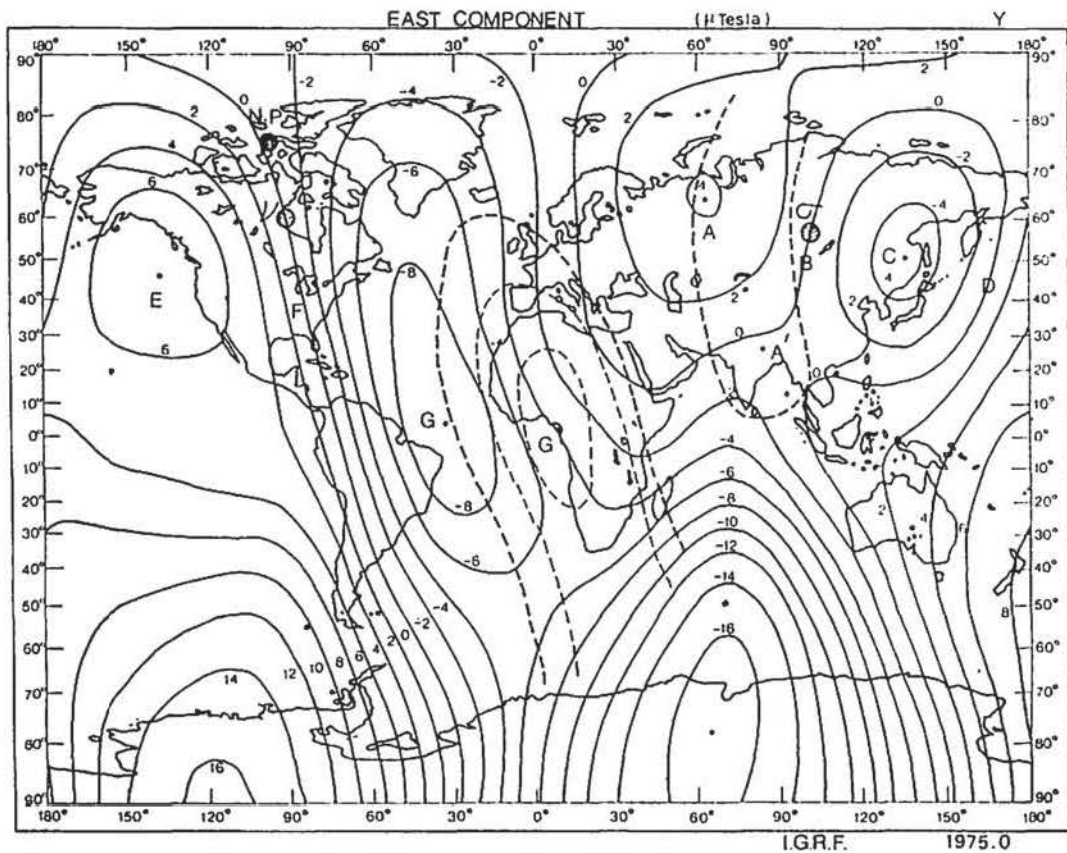 EAST COMPONENT (μTesla) Y
180° 150° 120° 90° 60° 30° 0° 30° 60° 90° 120° 150° 180°
90° 90°
0 -2 -4 -2 0 2
80° 2 N.P. 2 0 80°
4 -2
70° 6 -6 70°
60° C' -4 60°
A
50° -8 B C 50°
E 0 4 D
40° F 2 2 40°
30° 6 0 30°
A'
20° 0 20°
10° 10°
G
0° G -4 0°
10° -6 10°
20° -8 -8 2 4 20°
30° -10 30°
-12
40° -6 40°
-14
50° -4 50°
-2 8
60° 0 -16 60°
2
12 10 8 6 4
70° 14 70°
80° 80°
16
90° 90°
180° 150° 120° 90° 60° 30° 0° 30° 60° 90° 120° 150° 180°
I.G.R.F. 1975.0